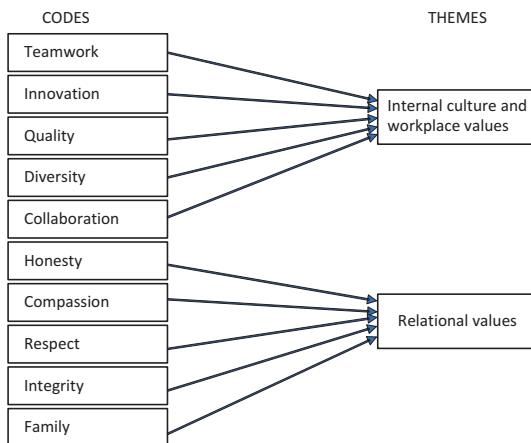 CODES
THEMES
Teamwork
Innovation
Quality
Diversity
Collaboration
Honesty
Compassion
Respect
Integrity
Family
Internal culture and
workplace values
Relational values